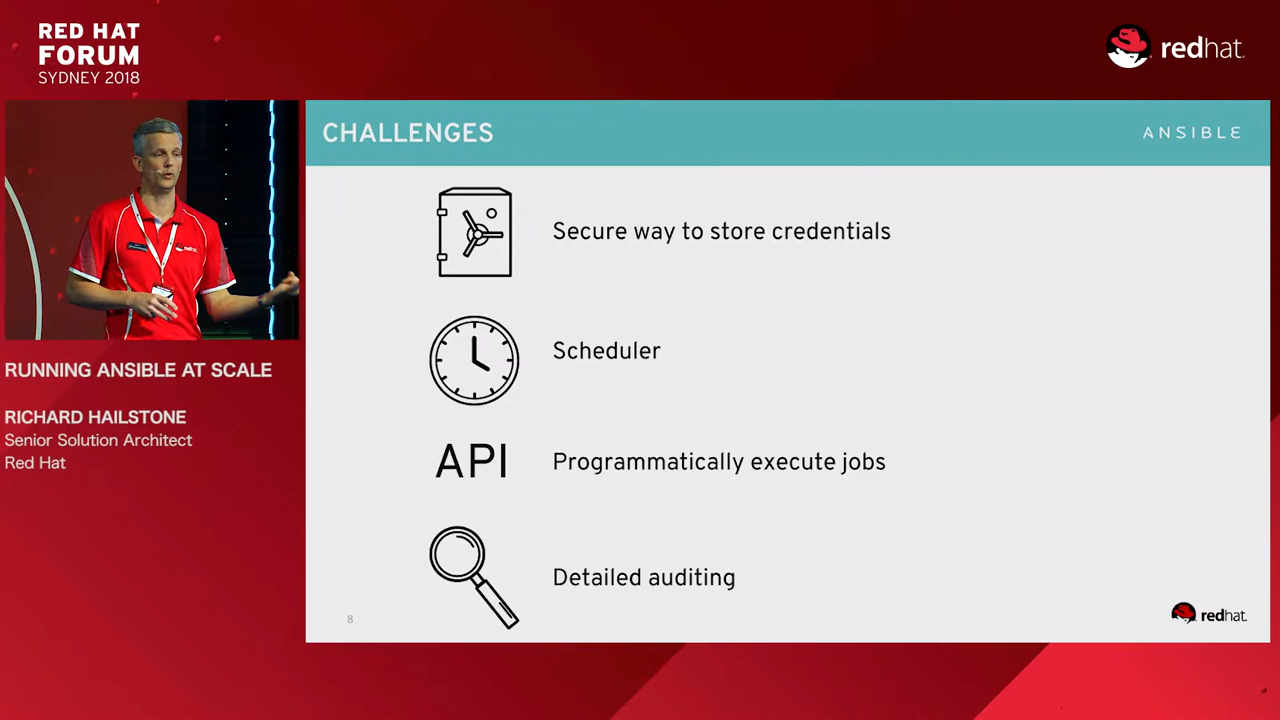 RED HAT
FORUM
SYDNEY 2018
redhat.
CHALLENGES
ANSIBLE
Secure way to store credentials
Scheduler
API
Programmatically execute jobs
Detailed auditing
8
redhat.
RUNNING ANSIBLE AT SCALE
RICHARD HAILSTONE
Senior Solution Architect
Red Hat